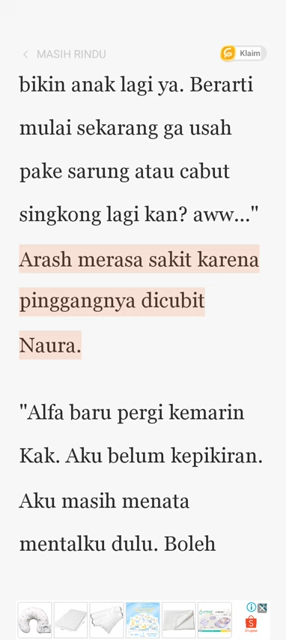 MASIH RINDU
Klaim
bikin anak lagi ya. Berarti
mulai sekarang ga usah
pake sarung atau cabut
singkong lagi kan? aww..."
Arash merasa sakit karena
pinggangnya dicubit
Naura.
"Alfa baru pergi kemarin
Kak. Aku belum kepikiran.
Aku masih menata
mentalku dulu. Boleh